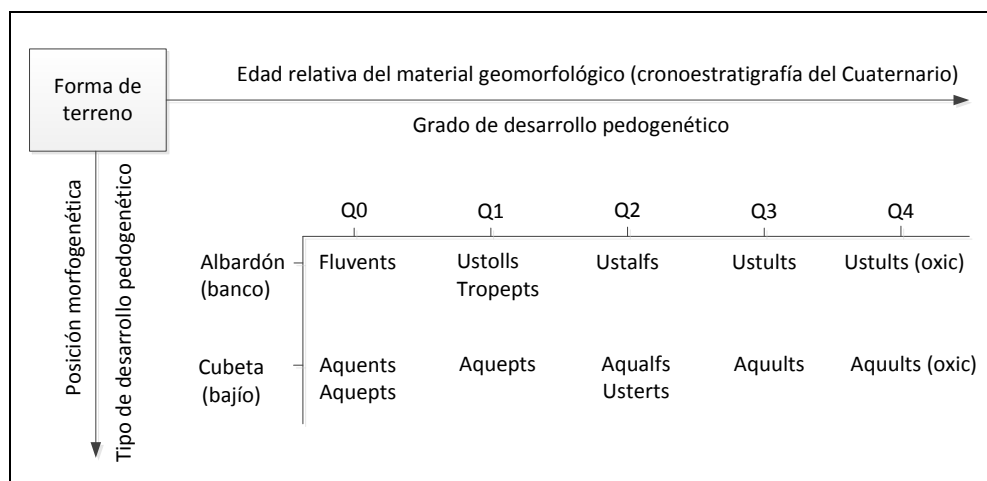 Forma de
terreno
Edad relativa del material geomorfológico (cronoestratigrafía del Cuaternario)
Grado de desarrollo pedogenético
Posición morfogenética
Tipo de desarrollo pedogenético
Q0 Q1 Q2 Q3 Q4
Albardón Fluvents Ustolls Ustalfs Ustults Ustults (oxic)
(banco) Tropepts
Cubeta Aquents Aquepts Aqualfs Aquults Aquults (oxic)
(bajío) Aquepts Usterts